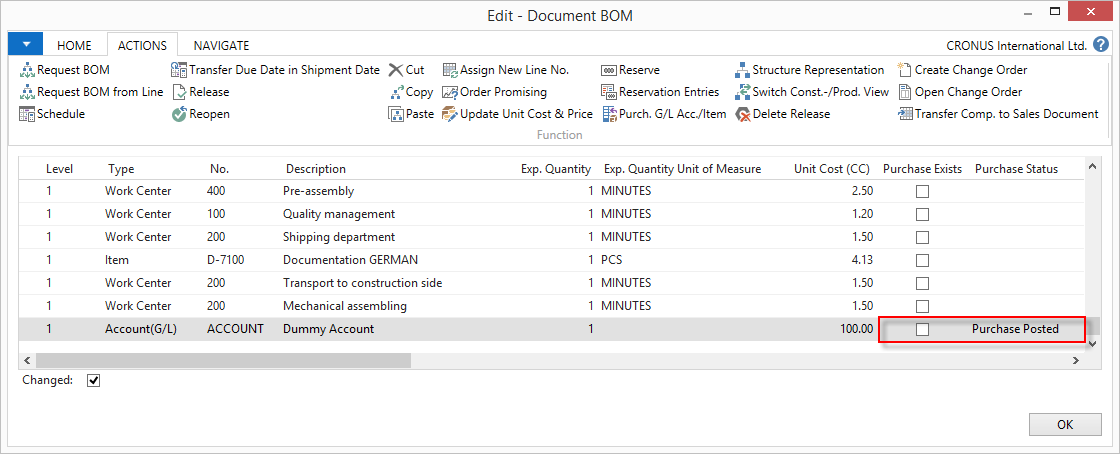 Edit - Document BOM
HOME ACTIONS NAVIGATE CRONUS International Ltd. ?
Request BOM Transfer Due Date in Shipment Date Cut Assign New Line No. Reserve Structure Representation Create Change Order
Request BOM from Line Release Copy Order Promising Reservation Entries Switch Const.-/Prod. View Open Change Order
Schedule Reopen Paste Update Unit Cost & Price Purch. G/L Acc./Item Delete Release Transfer Comp. to Sales Document
Function
Level Type No. Description Exp. Quantity Exp. Quantity Unit of Measure Unit Cost (CC) Purchase Exists Purchase Status
1 Work Center 400 Pre-assembly 1 MINUTES 2.50
1 Work Center 100 Quality management 1 MINUTES 1.20
1 Work Center 200 Shipping department 1 MINUTES 1.50
1 Item D-7100 Documentation GERMAN 1 PCS 4.13
1 Work Center 200 Transport to construction side 1 MINUTES 1.50
1 Work Center 200 Mechanical assembling 1 MINUTES 1.50
1 Account(G/L) ACCOUNT Dummy Account 1 100.00 Purchase Posted
Changed:
OK